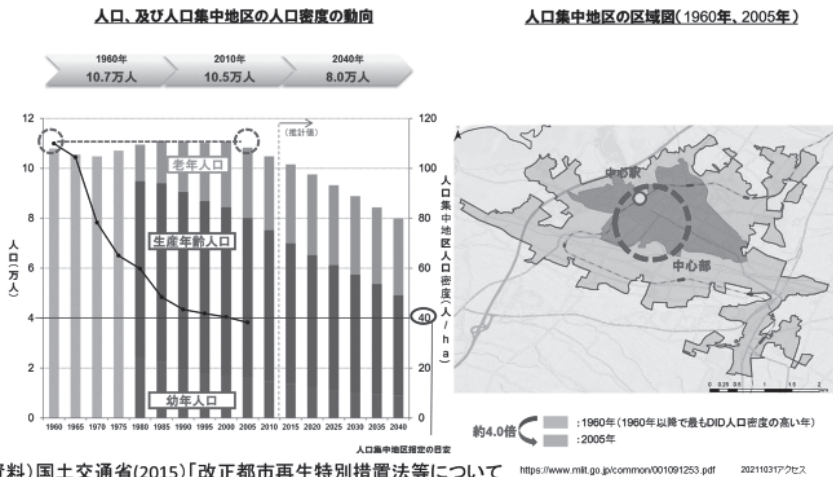 人口、及び人口集中地区の人口密度の動向
人口集中地区の区域図(1960年、2005年)
1960年
10.7万人
2010年
10.5万人
2040年
8.0万人
12
10
8
6
4
2
0
人口(万人)
120
100
80
60
40
20
0
人口集中地区人口密度(人/ha)
(推計値)
老年人口
生産年齢人口
幼年人口
1960 1965 1970 1975 1980 1985 1990 1995 2000 2005 2010 2015 2020 2025 2030 2035 2040
人口集中地区指定の目安
中心駅
中心部
0 0.25 0.5 1 1.5 2
約4.0倍
:1960年(1960年以降で最もDID人口密度の高い年)
:2005年
資料)国土交通省(2015)「改正都市再生特別措置法等について
https://www.mlit.go.jp/common/001091253.pdf 20211031アクセス